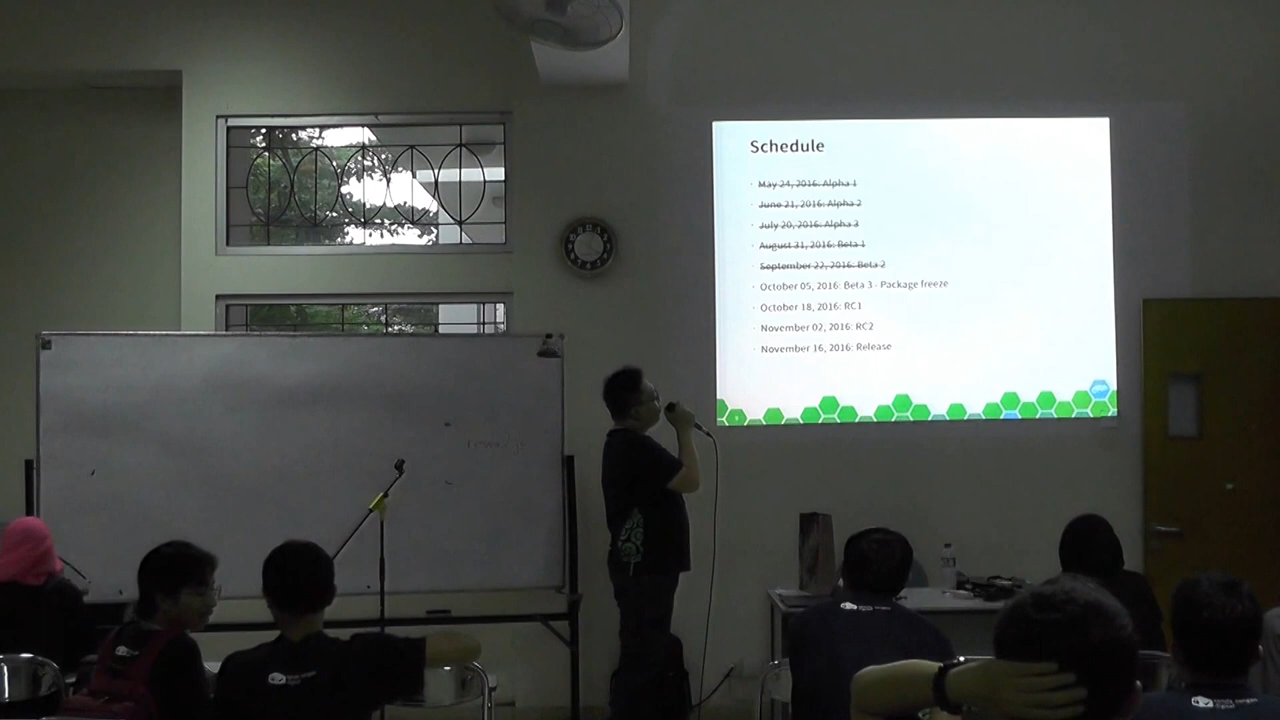 Schedule
· May 24, 2016: Alpha 1
· June 21, 2016: Alpha 2
· July 20, 2016: Alpha 3
· August 31, 2016: Beta 1
· September 22, 2016: Beta 2
· October 05, 2016: Beta 3 - Package freeze
· October 18, 2016: RC1
· November 02, 2016: RC2
· November 16, 2016: Release
digital